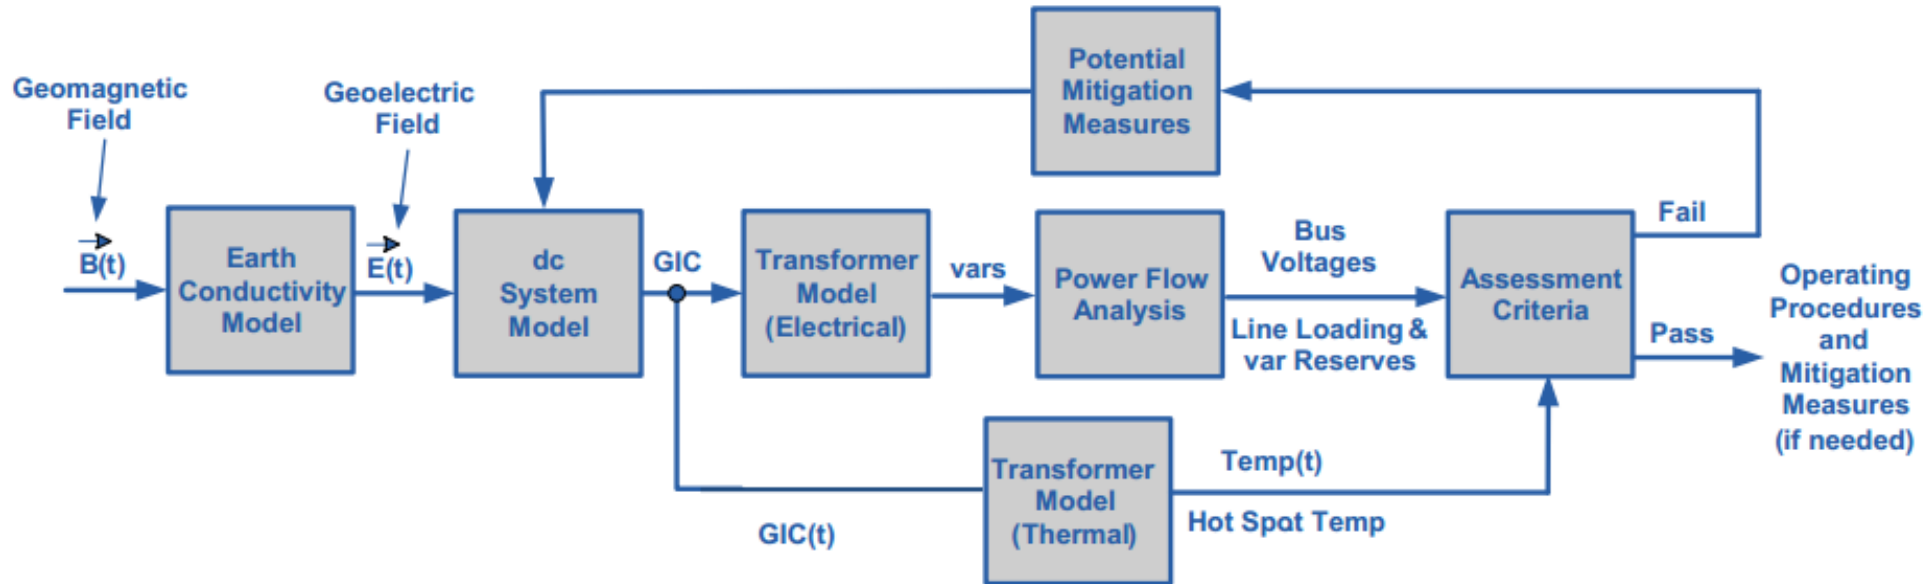 Geomagnetic
Field
B(t)
Earth
Conductivity
Model
Geoelectric
Field
E(t)
dc
System
Model
GIC
Transformer
Model
(Electrical)
vars
Power Flow
Analysis
Bus
Voltages
Line Loading &
var Reserves
Assessment
Criteria
Fail
Potential
Mitigation
Measures
Pass
Operating
Procedures
and
Mitigation
Measures
(if needed)
GIC(t)
Transformer
Model
(Thermal)
Temp(t)
Hot Spat Temp